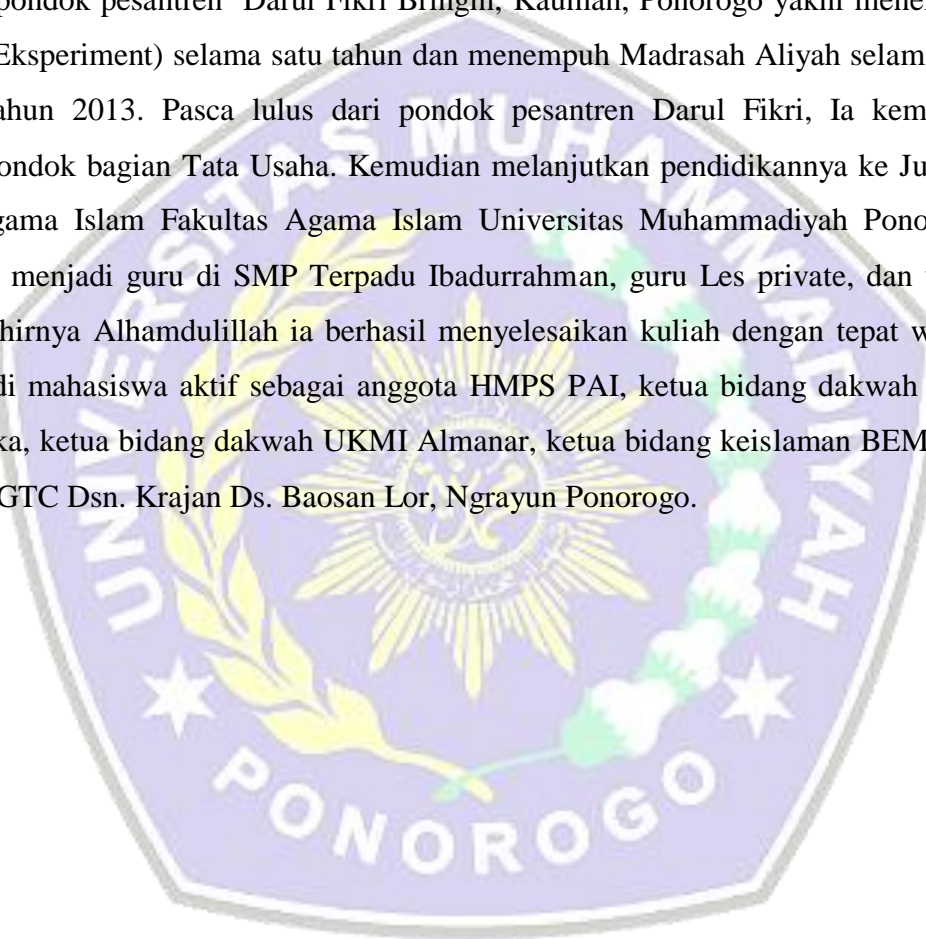 pondok pesantren Darul Fikri Bringin, Kauman, Ponorogo yakni
Eksperiment) selama satu tahun dan menempuh Madrasah Aliyah selam
ahun 2013. Pasca lulus dari pondok pesantren Darul Fikri, Ia kem
ondok bagian Tata Usaha. Kemudian melanjutkan pendidikannya ke Ju
gama Islam Fakultas Agama Islam Universitas Muhammadiyah Pono
menjadi guru di SMP Terpadu Ibadurrahman, guru Les private, dan
hirnya Alhamdulillah ia berhasil menyelesaikan kuliah dengan tepat w
di mahasiswa aktif sebagai anggota HMPS PAI, ketua bidang dakwah
ka, ketua bidang dakwah UKMI Almanar, ketua bidang keislaman BEM
GTC Dsn. Krajan Ds. Baosan Lor, Ngrayun Ponorogo.
UNIVERSITAS MUHAMMADIYAH
PONOROGO